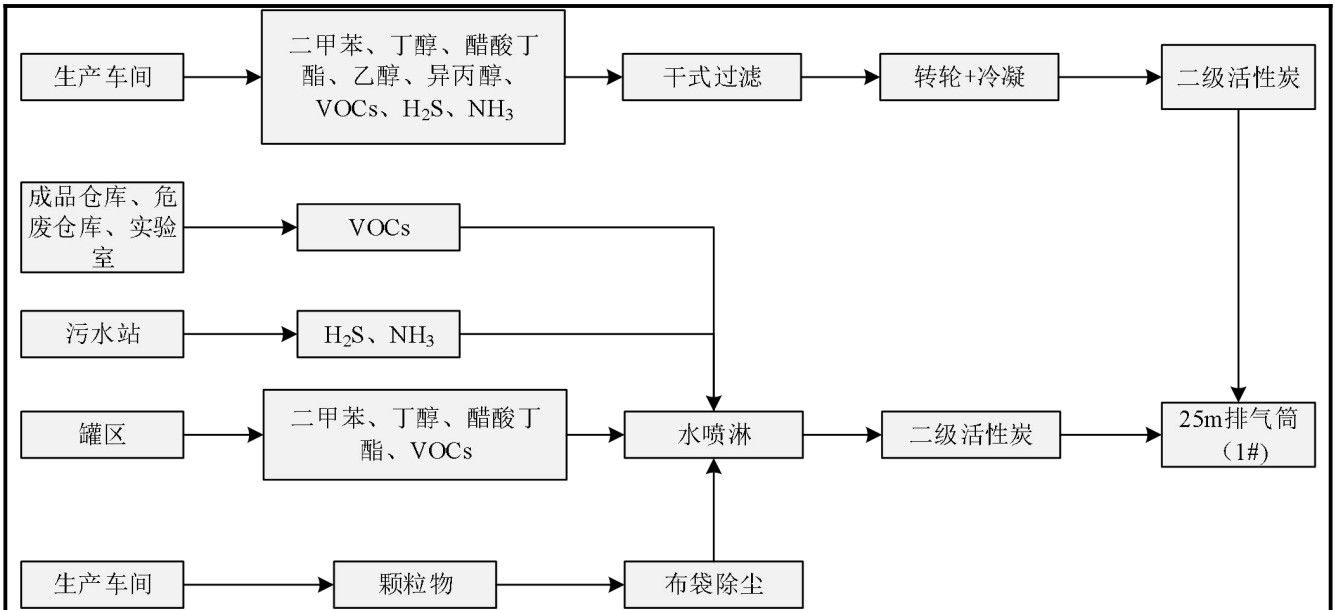 生产车间
二甲苯、丁醇、醋酸丁
酯、乙醇、异丙醇、
VOCs、H₂S、NH₃
干式过滤
转轮+冷凝
二级活性炭
成品仓库、危
废仓库、实验
室
VOCs
污水站
H₂S、NH₃
罐区
二甲苯、丁醇、醋酸丁
酯、VOCs
水喷淋
二级活性炭
25m排气筒
（1#)
生产车间
颗粒物
布袋除尘